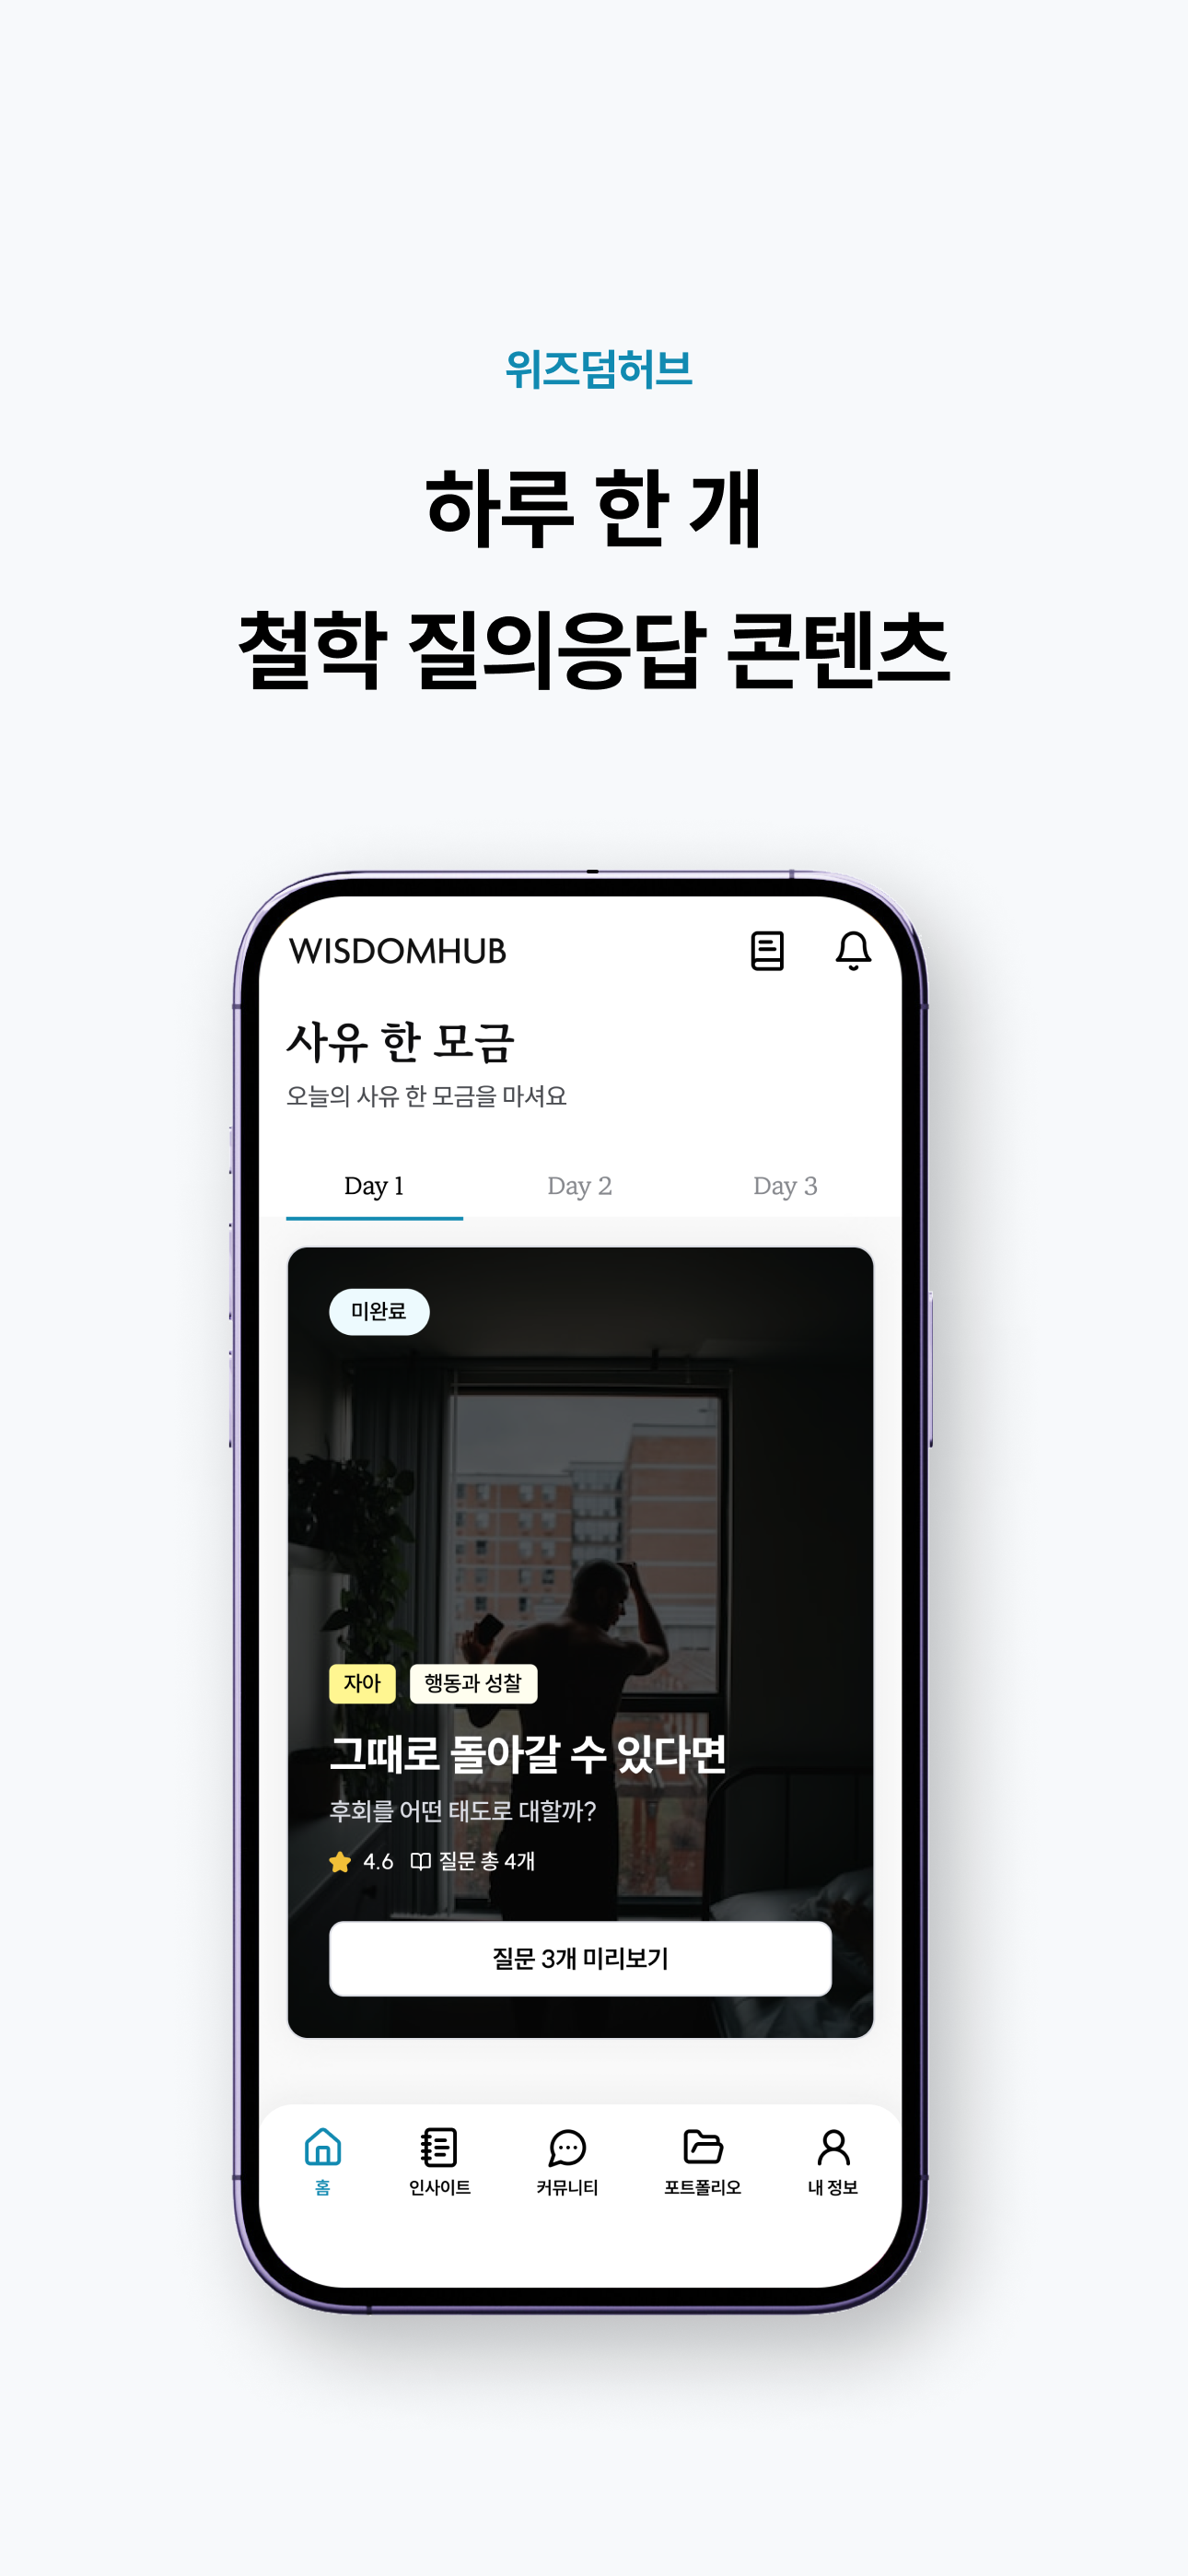 위즈덤허브
하루 한 개
철학 질의응답 콘텐츠
WISDOMHUB
사유 한 모금
오늘의 사유 한 모금을 마셔요
Day 1 Day 2 Day 3
미완료
자아 행동과 성찰
그때로 돌아갈 수 있다면
후회를 어떤 태도로 대할까?
4.6 질문 총 4개
질문 3개 미리보기
홈 인사이트 커뮤니티 포트폴리오 내 정보